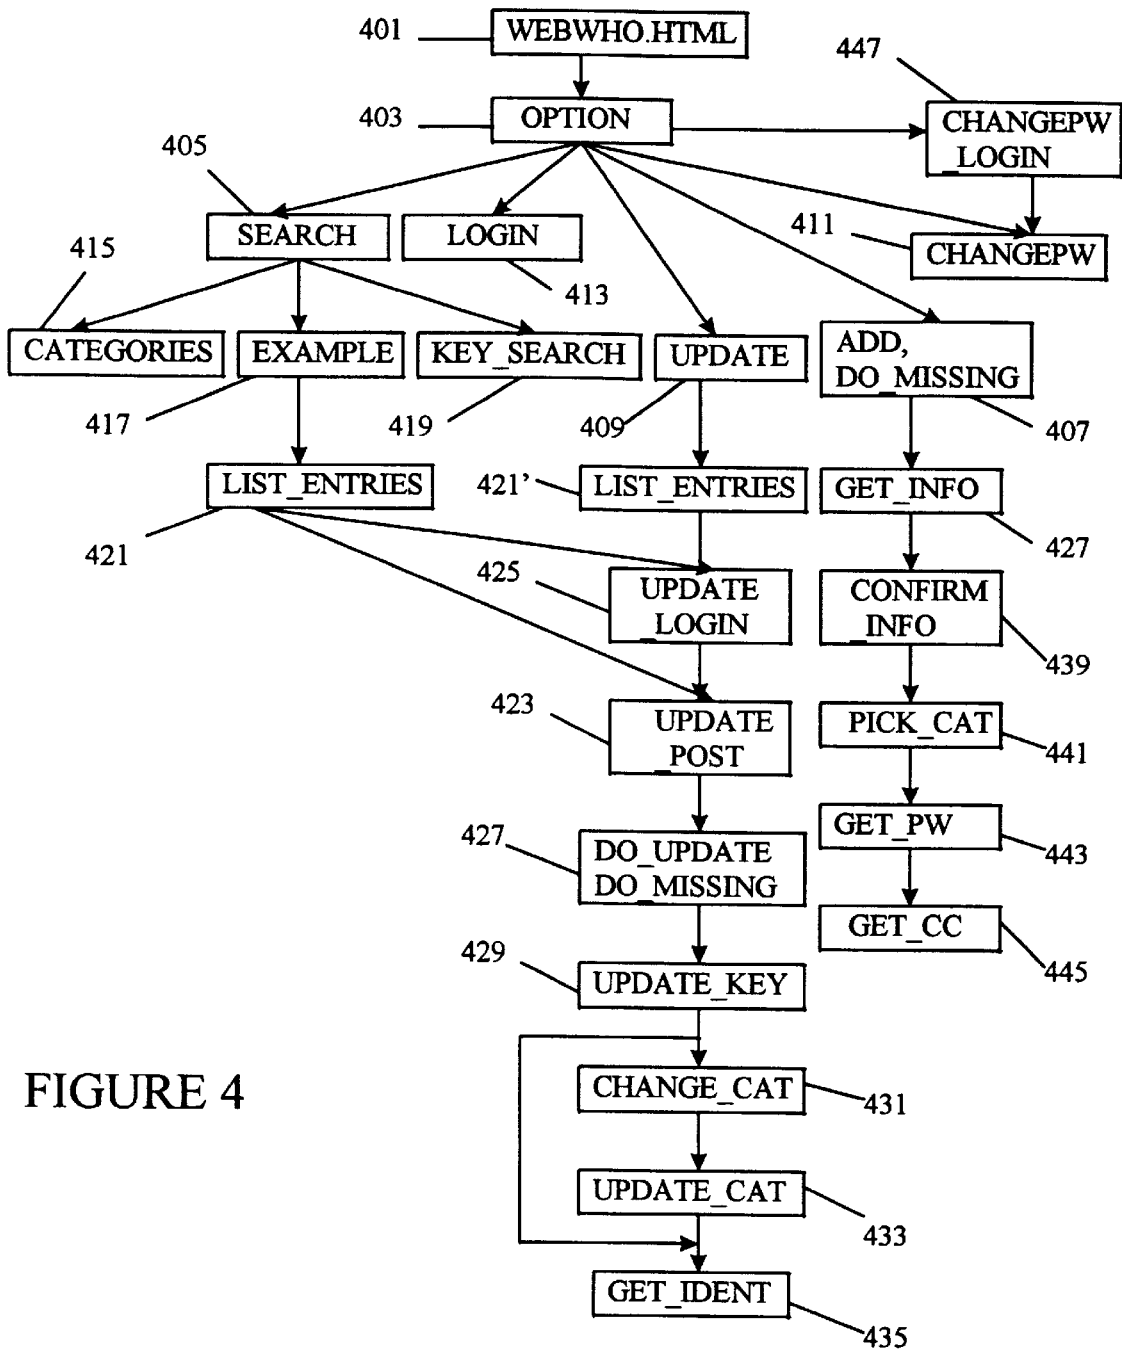 401
WEBWHO.HTML
447
403
OPTION
CHANGEPW
_LOGIN
405
SEARCH
LOGIN
411
CHANGEPW
415
413
CATEGORIES
EXAMPLE
KEY_SEARCH
UPDATE
ADD,
DO_MISSING
417
419
409
407
LIST_ENTRIES
421'
LIST_ENTRIES
GET_INFO
421
427
425
UPDATE
_LOGIN
CONFIRM
_INFO
439
423
UPDATE
_POST
PICK_CAT
441
427
DO_UPDATE
DO_MISSING
GET_PW
443
GET_CC
445
429
UPDATE_KEY
FIGURE 4
CHANGE_CAT
431
UPDATE_CAT
433
GET_IDENT
435